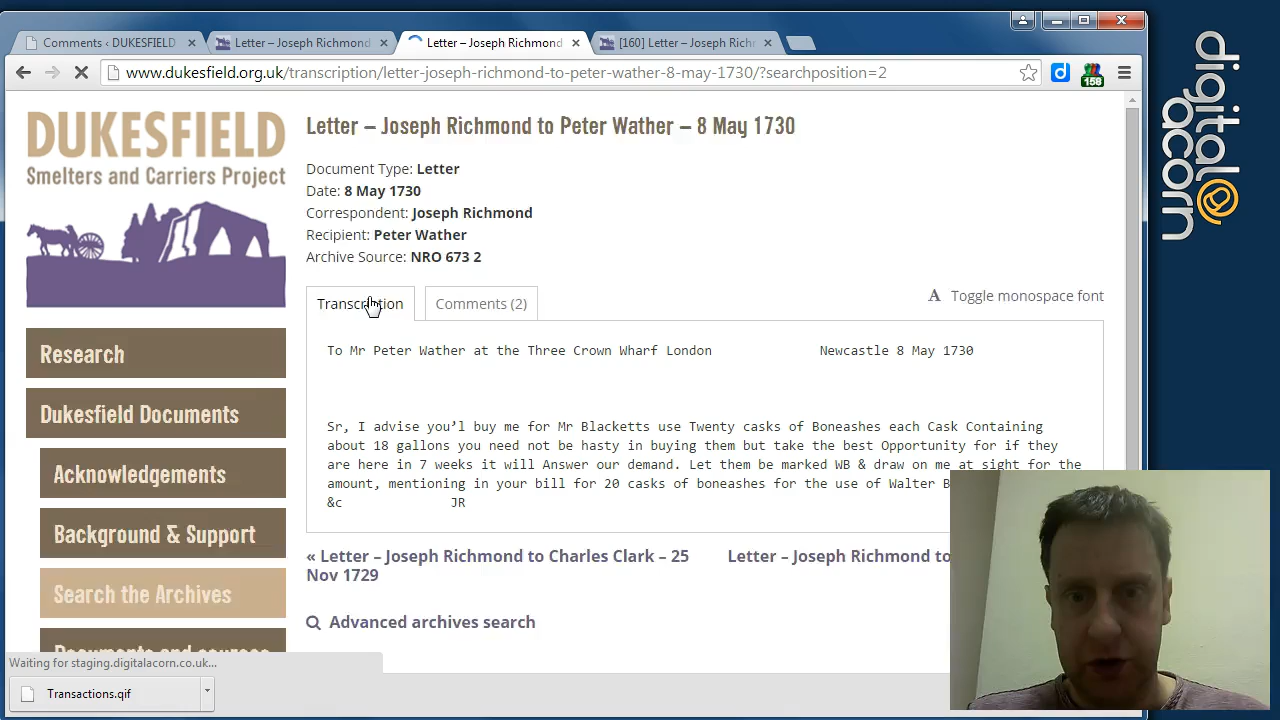 Comments ‹ DUKESFIELD
Letter – Joseph Richmond
Letter – Joseph Richmond
[160] Letter – Joseph Rich
www.dukesfield.org.uk/transcription/letter-joseph-richmond-to-peter-wather-8-may-1730/?searchposition=2
158
digital acorn
DUKESFIELD
Smelters and Carriers Project
Letter – Joseph Richmond to Peter Wather – 8 May 1730
Document Type: Letter
Date: 8 May 1730
Correspondent: Joseph Richmond
Recipient: Peter Wather
Archive Source: NRO 673 2
Transcription
Comments (2)
A Toggle monospace font
To Mr Peter Wather at the Three Crown Wharf London Newcastle 8 May 1730
Sr, I advise you’l buy me for Mr Blacketts use Twenty casks of Boneashes each Cask Containing
about 18 gallons you need not be hasty in buying them but take the best Opportunity for if they
are here in 7 weeks it will Answer our demand. Let them be marked WB & draw on me at sight for the
amount, mentioning in your bill for 20 casks of boneashes for the use of Walter B
&c JR
« Letter – Joseph Richmond to Charles Clark – 25
Nov 1729
Letter – Joseph Richmond to
Advanced archives search
Research
Dukesfield Documents
Acknowledgements
Background & Support
Search the Archives
Documents and sources
Waiting for staging.digitalacorn.co.uk...
Transactions.qif